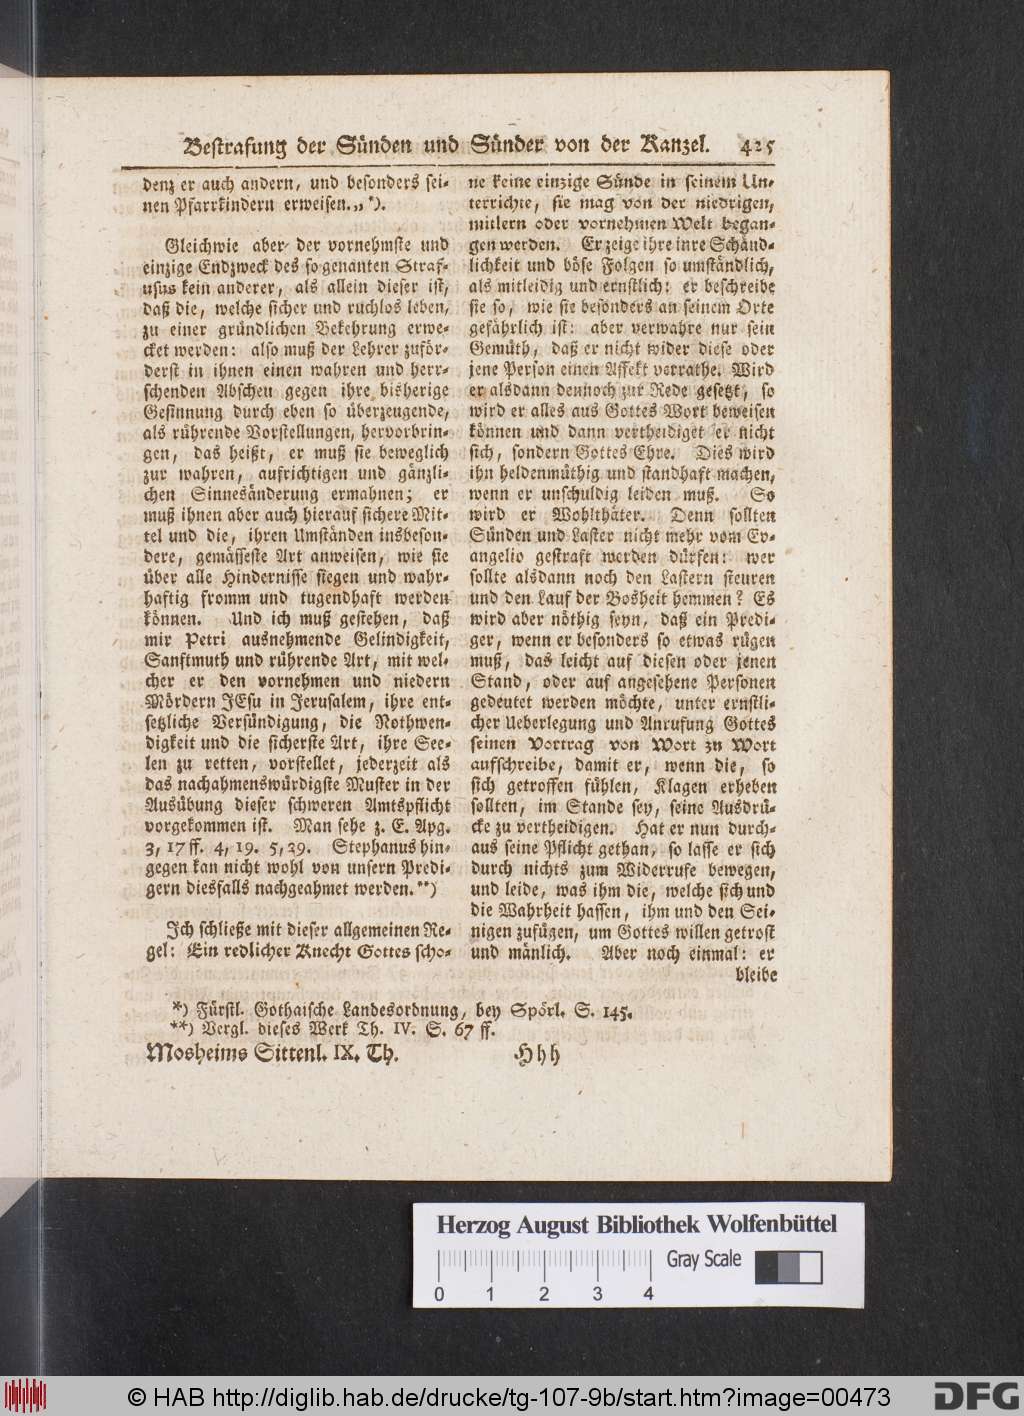 Bestrafung der Sünden und Sünder von der Kanzel. 425
denz er auch andern, und besonders sei-
nen Pfarrkindern erweisen.„ *).
Gleichwie aber der vornehmste und
einzige Endzweck des so genanten Straf-
usus kein anderer, als allein dieser ist,
daß die, welche sicher und ruchlos leben,
zu einer gründlichen Bekehrung erwe-
cket werden: also muß der Lehrer zuför-
derst in ihnen einen wahren und herr-
schenden Abscheu gegen ihre bisherige
Gesinnung durch eben so überzeugende,
als rührende Vorstellungen, hervorbrin-
gen, das heißt, er muß sie beweglich
zur wahren, aufrichtigen und gänzli-
chen Sinnesänderung ermahnen; er
muß ihnen aber auch hierauf sichere Mit-
tel und die, ihren Umständen insbeson-
dere, gemässeste Art anweisen, wie sie
über alle Hindernisse siegen und wahr-
haftig fromm und tugendhaft werden
können. Und ich muß gestehen, daß
mir Petri ausnehmende Gelindigkeit,
Sanftmuth und rührende Art, mit wel-
cher er den vornehmen und niedern
Mördern JEsu in Jerusalem, ihre ent-
setzliche Versündigung, die Nothwen-
digkeit und die sicherste Art, ihre See-
len zu retten, vorstellet, jederzeit als
das nachahmenswürdigste Muster in der
Ausübung dieser schweren Amtspflicht
vorgekommen ist. Man sehe z. E. Apg.
3, 17 ff. 4, 19. 5, 29. Stephanus hin-
gegen kan nicht wohl von unsern Predi-
gern diesfalls nachgeahmet werden. **)
Ich schließe mit dieser allgemeinen Re-
gel: Ein redlicher Knecht Gottes scho-
ne keine einzige Sünde in seinem Un-
terrichte, sie mag von der niedrigen,
mitlern oder vornehmen Welt began-
gen werden. Er zeige ihre inre Schänd-
lichkeit und böse Folgen so umständlich,
als mitleidig und ernstlich: er beschreibe
sie so, wie sie besonders an seinem Orte
gefährlich ist: aber verwahre nur sein
Gemüth, daß er nicht wider diese oder
jene Person einen Affekt verrathe. Wird
er alsdann dennoch zur Rede gesetzt, so
wird er alles aus Gottes Wort beweisen
können und dann vertheidiget er nicht
sich, sondern Gottes Ehre. Dies wird
ihn heldenmüthig und standhaft machen,
wenn er unschuldig leiden muß. So
wird er Wohlthäter. Denn sollten
Sünden und Laster nicht mehr vom Ev-
angelio gestraft werden dürfen: wer
sollte alsdann noch den Lastern steuren
und den Lauf der Bosheit hemmen? Es
wird aber nöthig seyn, daß ein Predi-
ger, wenn er besonders so etwas rügen
muß, das leicht auf diesen oder jenen
Stand, oder auf angesehene Personen
gedeutet werden möchte, unter ernstli-
cher Ueberlegung und Anrufung Gottes
seinen Vortrag von Wort zu Wort
aufschreibe, damit er, wenn die, so
sich getroffen fühlen, Klagen erheben
sollten, im Stande sey, seine Ausdrü-
cke zu vertheidigen. Hat er nun durch-
aus seine Pflicht gethan, so lasse er sich
durch nichts zum Widerrufe bewegen,
und leide, was ihm die, welche sich und
die Wahrheit hassen, ihm und den Sei-
nigen zufügen, um Gottes willen getrost
und mänlich. Aber noch einmal: er
bleibe
*) Fürstl. Gothaische Landesordnung, bey Spörl. S. 145.
**) Vergl. dieses Werk Th. IV. S. 67 ff.
Mosheims Sittenl. IX. Th. Hhh
Herzog August Bibliothek Wolfenbüttel
Gray Scale
0 1 2 3 4
© HAB http://diglib.hab.de/drucke/tg-107-9b/start.htm?image=00473
DFG